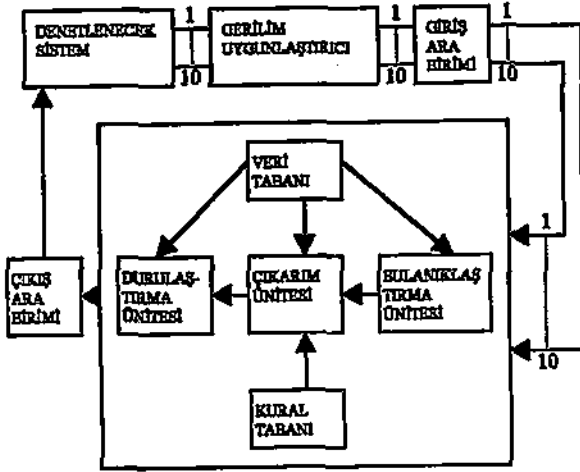 DENETLENECEK
SİSTEM
1
10
GERİLİM
UYGUNLAŞTIRICI
1
10
GİRİŞ
ARA
BİRİMİ
1
10
VERİ
TABANI
1
10
ÇIKIŞ
ARA
BİRİMİ
DURULAŞ-
TIRMA
ÜNİTESİ
ÇIKARIM
ÜNİTESİ
BULANIKLAŞ
TIRMA
ÜNİTESİ
KURAL
TABANI